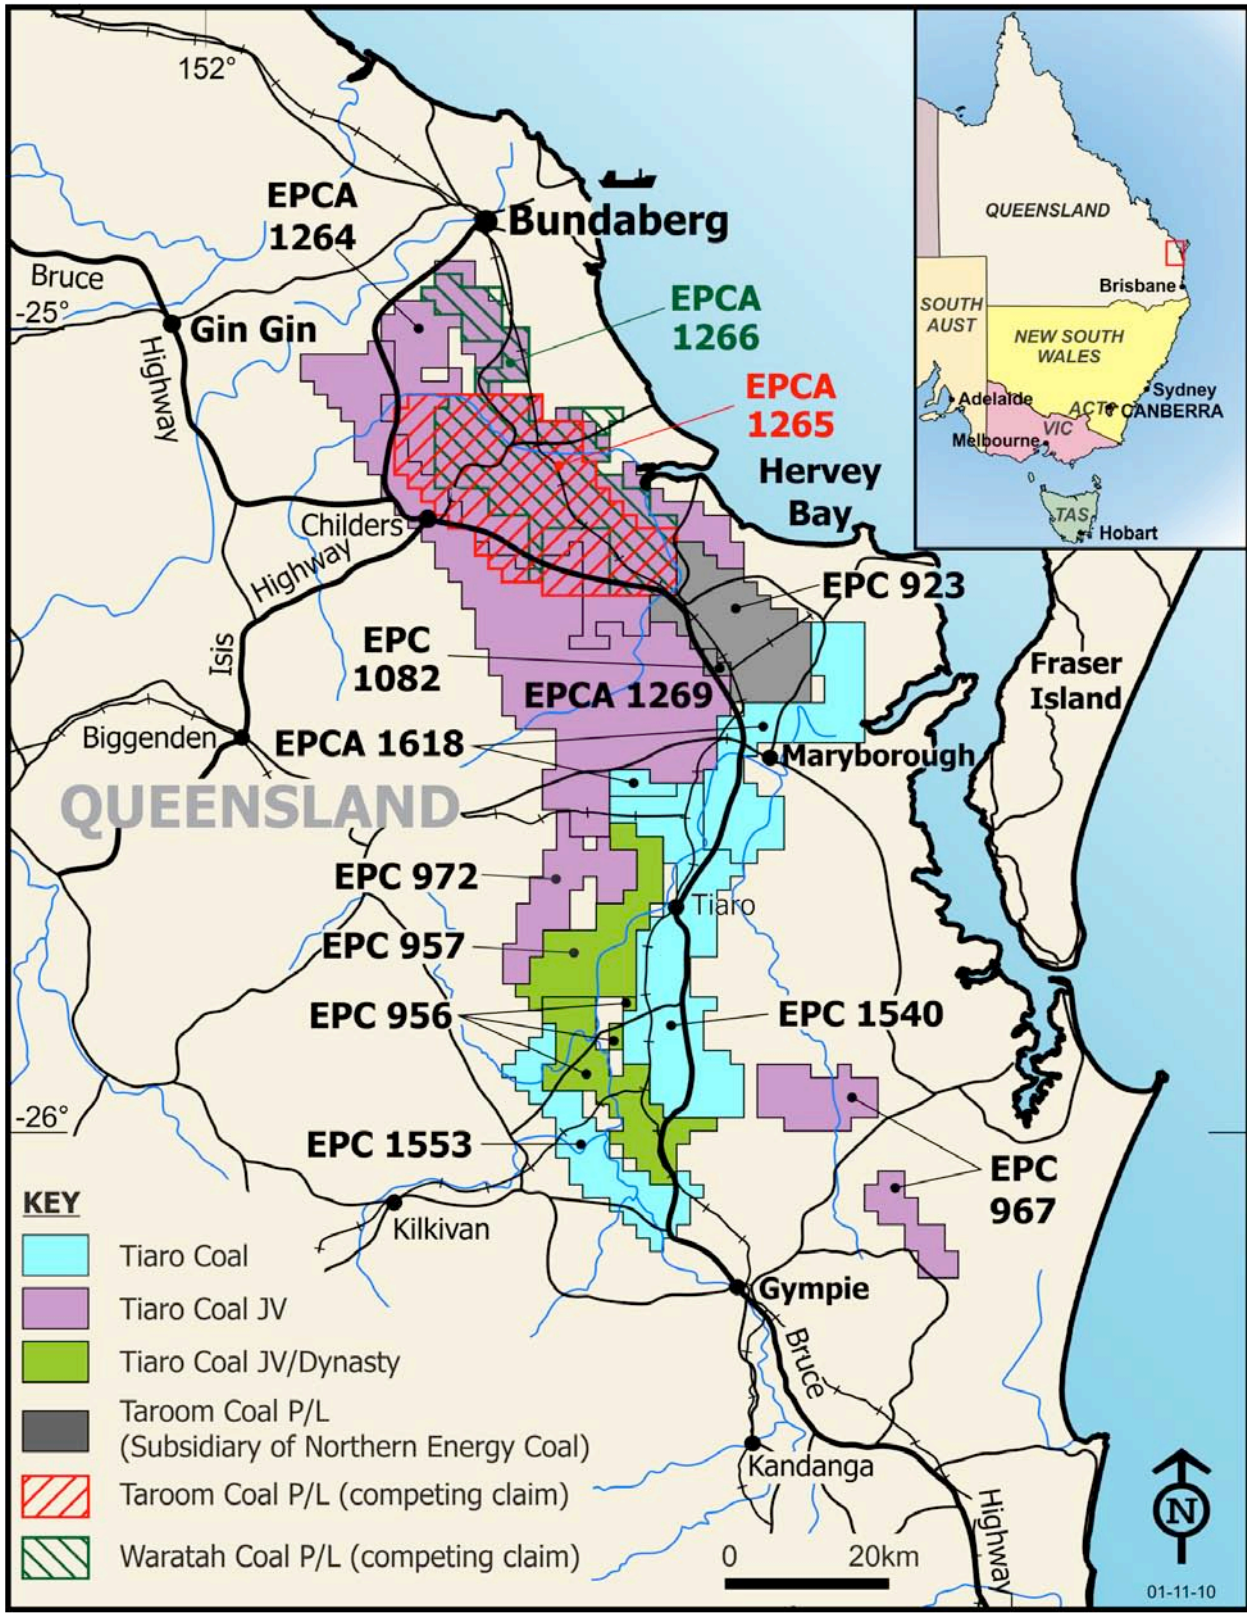 152°
EPCA
1264
Bundaberg
Bruce
-25°
Gin Gin
Highway
EPCA
1266
EPCA
1265
Hervey
Bay
Childers
Highway
Isis
EPC 923
EPC
1082
EPCA 1269
Fraser
Island
Biggenden
EPCA 1618
Maryborough
QUEENSLAND
EPC 972
Tiaro
EPC 957
EPC 956
EPC 1540
-26°
EPC 1553
EPC
967
Kilkivan
Gympie
Bruce
Kandanga
Highway
KEY
Tiaro Coal
Tiaro Coal JV
Tiaro Coal JV/Dynasty
Taroom Coal P/L
(Subsidiary of Northern Energy Coal)
Taroom Coal P/L (competing claim)
Waratah Coal P/L (competing claim)
0 20km
N
01-11-10
QUEENSLAND
Brisbane
SOUTH
AUST
NEW SOUTH
WALES
Sydney
Adelaide
ACT
CANBERRA
VIC
Melbourne
TAS
Hobart